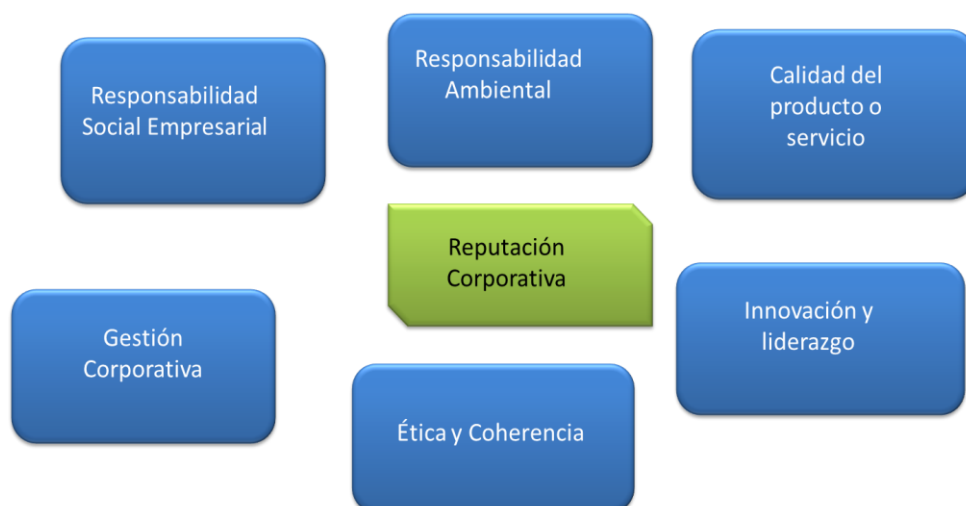 Responsabilidad
Social Empresarial
Responsabilidad
Ambiental
Calidad del
producto o
servicio
Reputación
Corporativa
Gestión
Corporativa
Innovación y
liderazgo
Ética y Coherencia